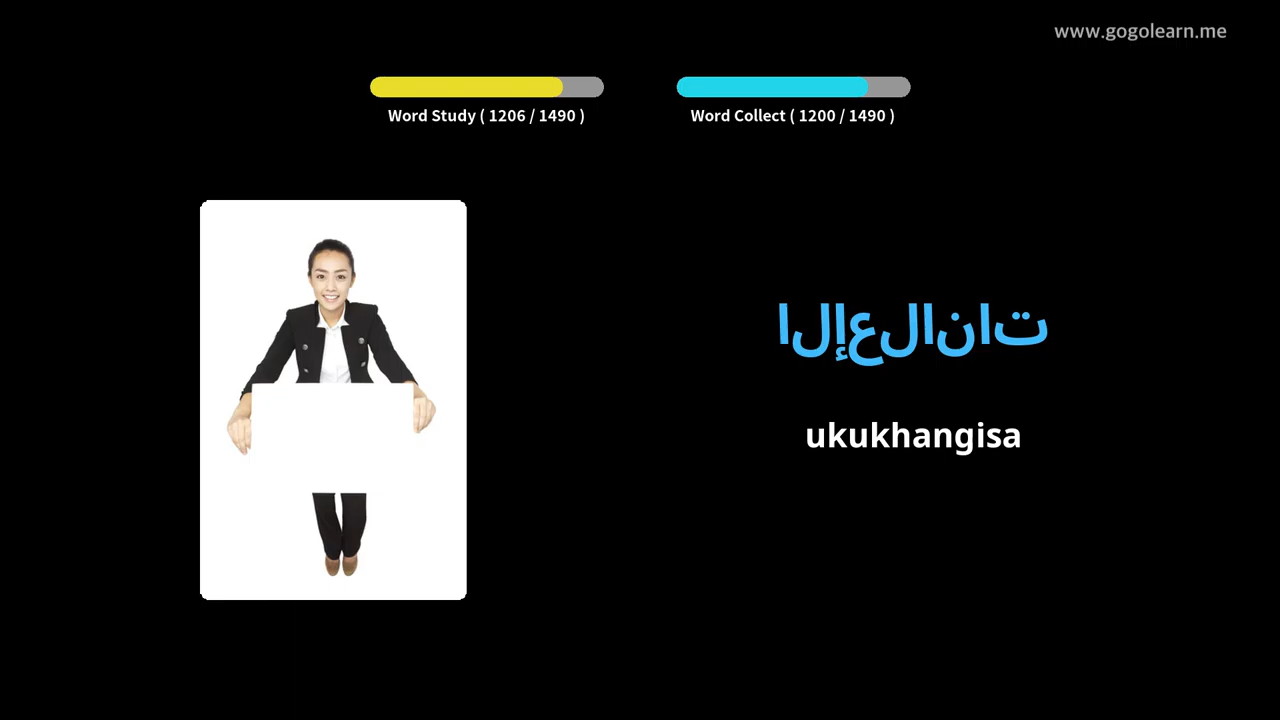 www.gogolearn.me
Word Study ( 1206 / 1490 )
Word Collect ( 1200 / 1490 )
الإعلانات
ukukhangisa